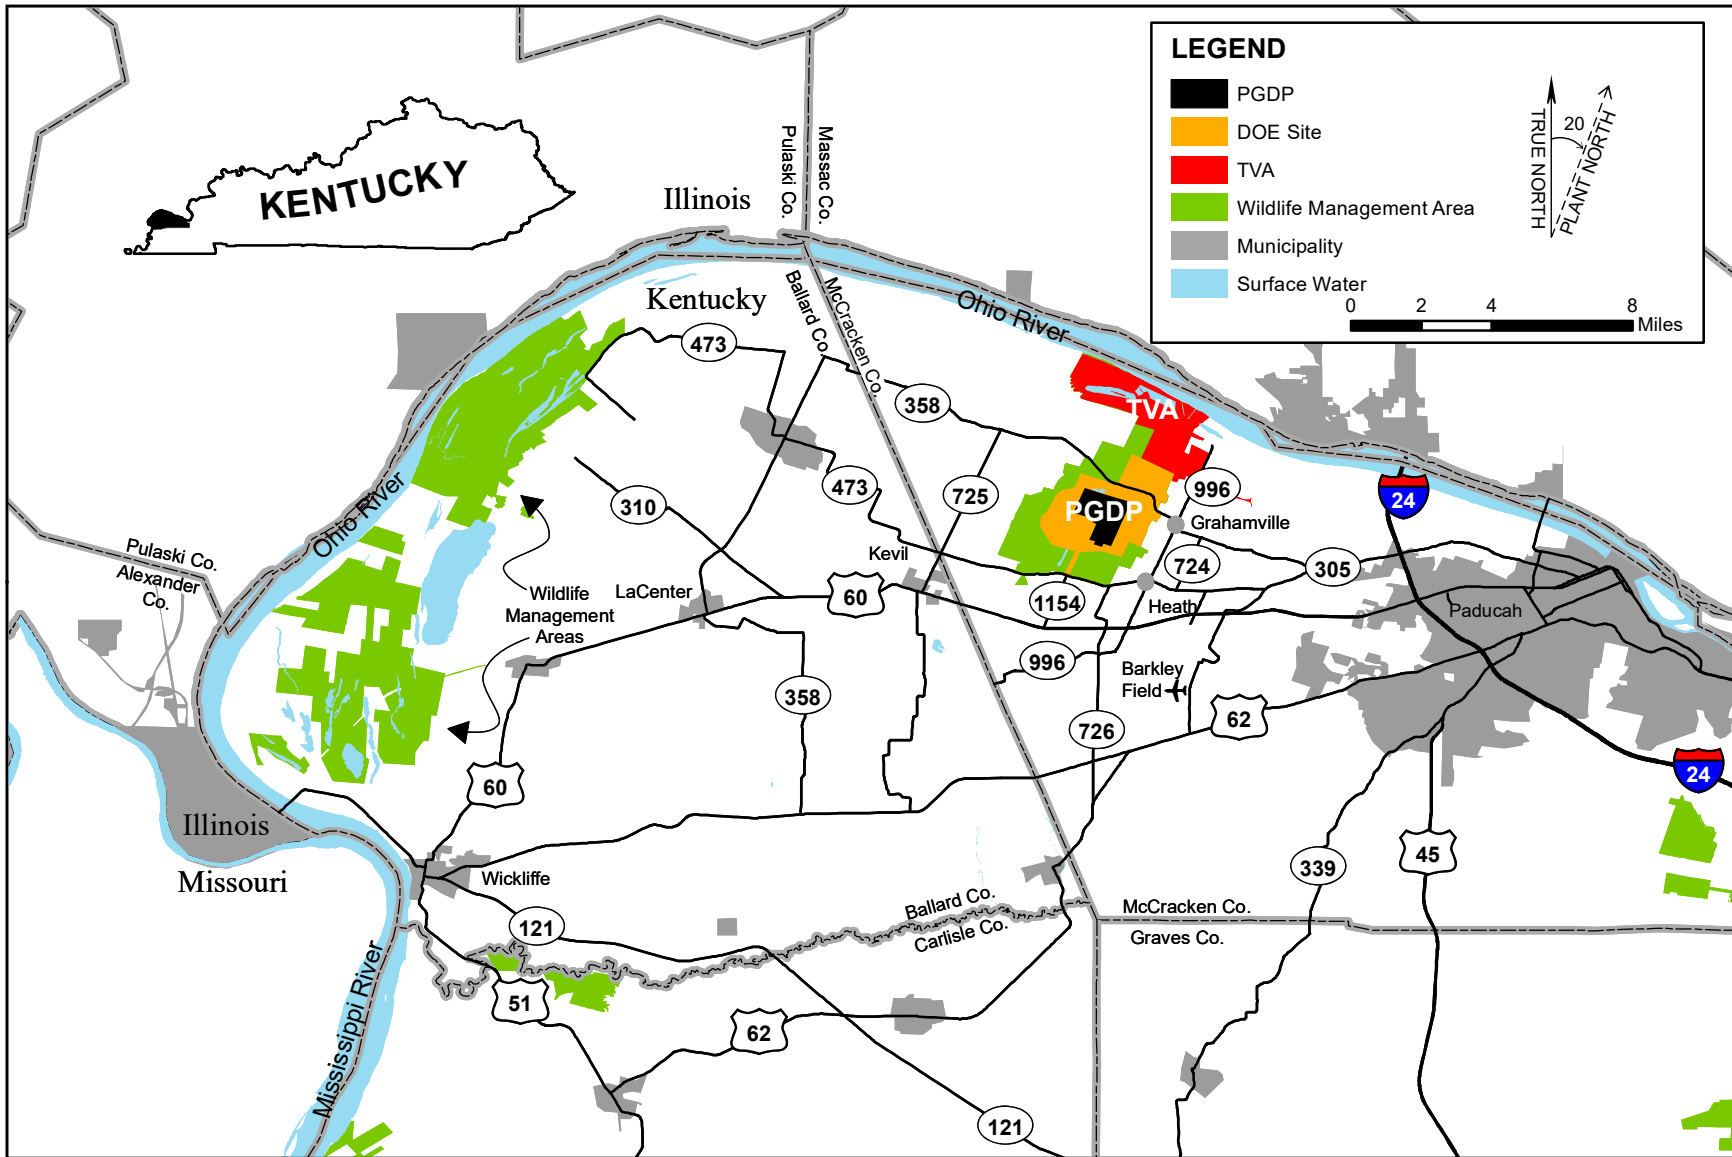 LEGEND
PGDP
DOE Site
TVA
Wildlife Management Area
Municipality
Surface Water
TRUE NORTH
20
PLANT NORTH
0
2
4
8
Miles
KENTUCKY
Pulaski Co.
Massac Co.
Illinois
Kentucky
Ballard Co.
McCracken Co.
Ohio River
473
358
TVA
Ohio River
310
473
725
PGDP
996
24
Grahamville
Kevil
Pulaski Co.
Alexander
Co.
Wildlife
Management
Areas
LaCenter
60
1154
724
305
Heath
Paducah
996
Barkley
Field
358
726
62
60
24
Illinois
Missouri
Wickliffe
339
45
121
Ballard Co.
Carlisle Co.
McCracken Co.
Graves Co.
Mississippi River
51
62
121